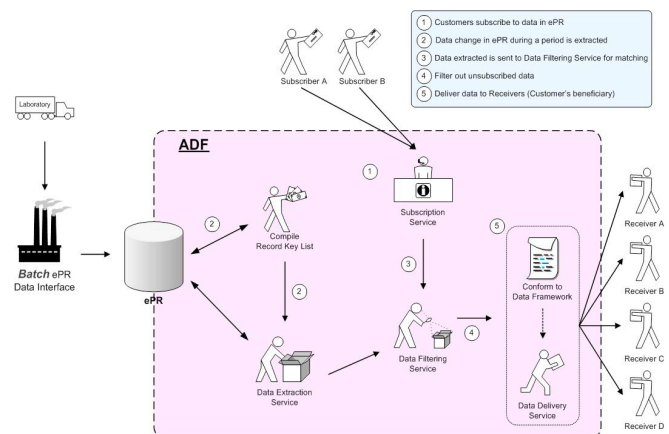 1 Customers subscribe to data in ePR
2 Data change in ePR during a period is extracted
3 Data extracted is sent to Data Filtering Service for matching
4 Filter out unsubscribed data
5 Deliver data to Receivers (Customer's beneficiary)
Subscriber A
Subscriber B
Laboratory
ADF
1
Subscription
Service
2
Compile
Record Key List
Batch ePR
Data Interface
ePR
2
3
5
Conform to
Data Framework
4
Data Extraction
Service
Data Filtering
Service
Data Delivery
Service
Receiver A
Receiver B
Receiver C
Receiver D